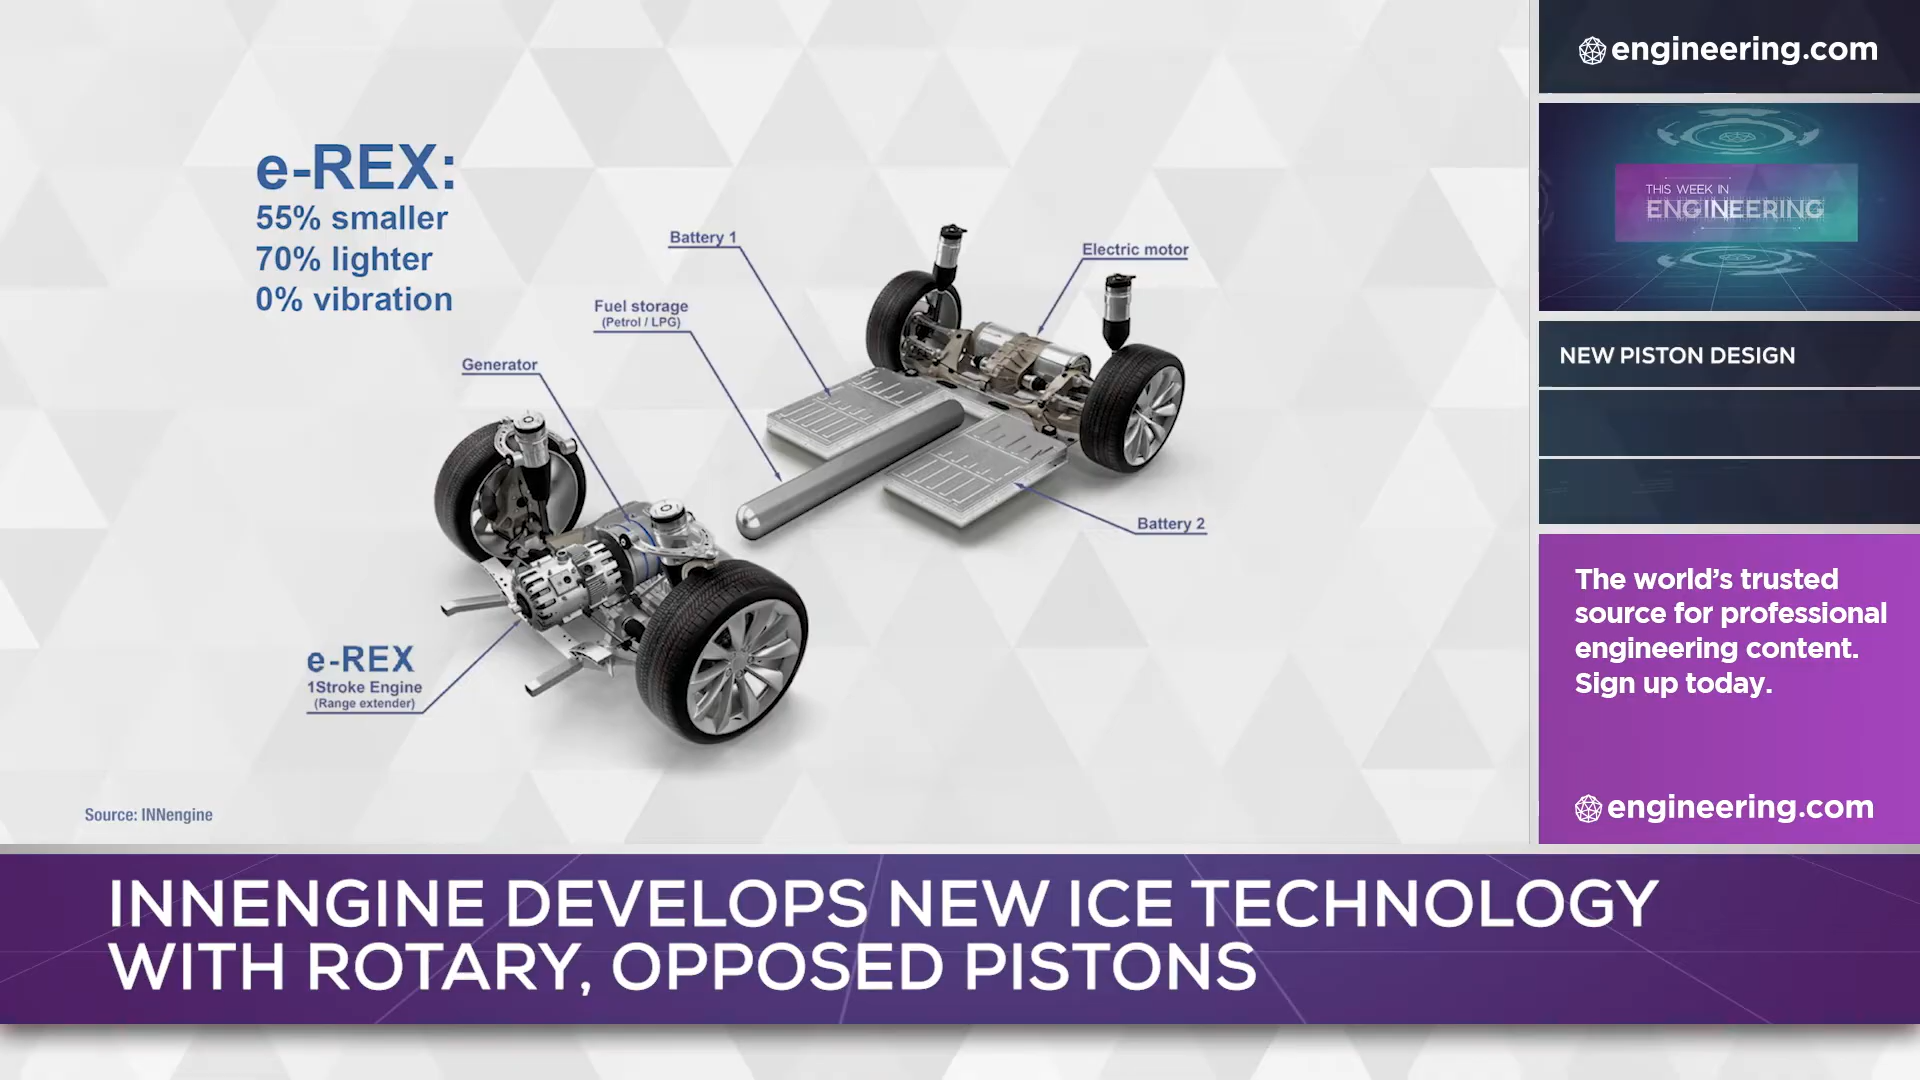 e-REX:
55% smaller
70% lighter
0% vibration
Battery 1
Electric motor
Fuel storage
(Petrol / LPG)
Generator
Battery 2
e-REX
1Stroke Engine
(Range extender)
Source: INNengine
engineering.com
THIS WEEK IN
ENGINEERING
NEW PISTON DESIGN
The world's trusted
source for professional
engineering content.
Sign up today.
engineering.com
INNENGINE DEVELOPS NEW ICE TECHNOLOGY
WITH ROTARY, OPPOSED PISTONS